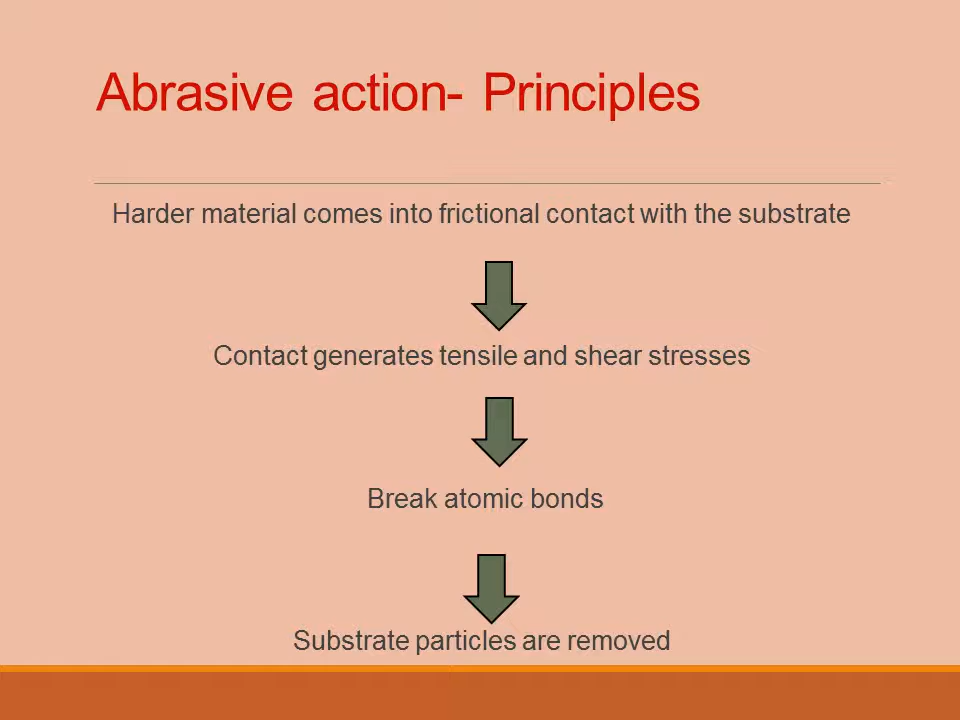 Abrasive action- Principles
Harder material comes into frictional contact with the substrate
Contact generates tensile and shear stresses
Break atomic bonds
Substrate particles are removed